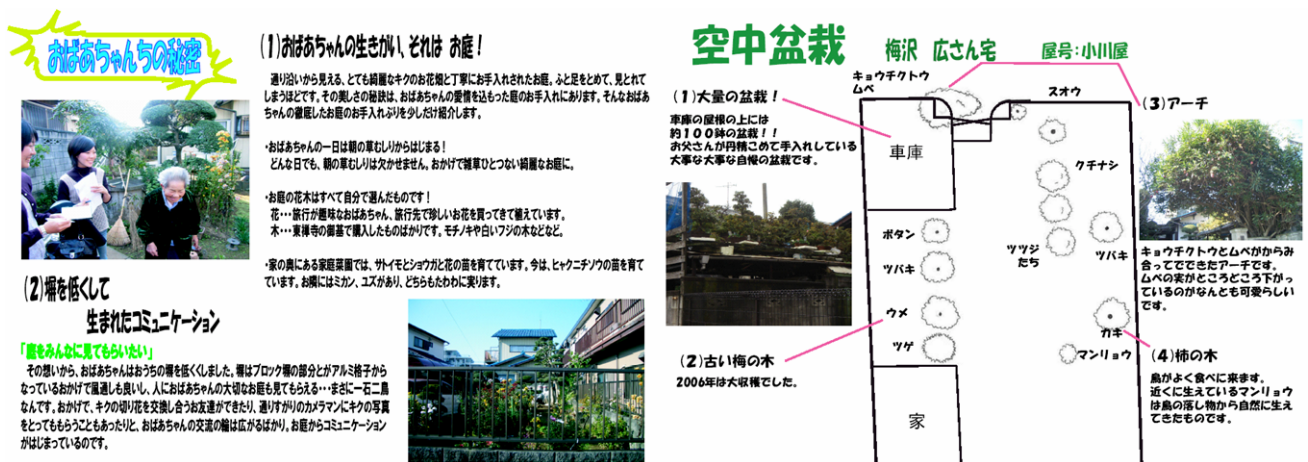 おばあちゃんちの秘密
(1)おばあちゃんの生きがい、それは お庭!
通り沿いから見える、とても綺麗なキクのお花畑と丁寧にお手入れされたお庭。ふと足をとめて、見とれて
しまうほどです。その美しさの秘訣は、おばあちゃんの愛情を込もった庭のお手入れにあります。そんなおばあ
ちゃんの徹底したお庭のお手入れぶりを少しだけ紹介します。
・おばあちゃんの一日は朝の草むしりからはじまる!
どんな日でも、朝の草むしりは欠かせません。おかげで雑草ひとつない綺麗なお庭に。
・お庭の花木はすべて自分で選んだものです!
花・・・旅行が趣味なおばあちゃん、旅行先で珍しいお花を買ってきて植えています。
木・・・東禅寺の御墓で購入したものばかりです。モチノキや白いフジの木などなど。
・家の奥にある家庭菜園では、サトイモとショウガと花の苗を育てています。今は、ヒャクニチソウの苗を育て
ています。お隣にはミカン、ユズがあり、どちらもたわわに実ります。
(2)塀を低くして
生まれたコミュニケーション
「庭をみんなに見てもらいたい」
その想いから、おばあちゃんはおうちの塀を低くしました。塀はブロック塀の部分とがアルミ格子から
なっているおかげで風通しも良いし、人におばあちゃんの大切なお庭も見てもらえる・・・まさに一石二鳥
なんです。おかげで、キクの切り花を交換し合うお友達ができたり、通りすがりのカメラマンにキクの写真
をとってももらうこともあったりと、おばあちゃんの交流の輪は広がるばかり。お庭からコミュニケーション
がはじまっているのです。
空中盆栽
梅沢 広さん宅
屋号:小川屋
キョウチクトウ
ムベ
スオウ
(1)大量の盆栽!
車庫の屋根の上には
約100鉢の盆栽!!
お父さんが丹精こめて手入れしている
大事な大事な自慢の盆栽です。
車庫
クチナシ
ボタン
ツバキ
ツツジ
たち
ツバキ
ウメ
ツゲ
カキ
マンリョウ
家
(2)古い梅の木
2006年は大収穫でした。
(3)アーチ
キョウチクトウとムベがからみ
合ってでできたアーチです。
ムベの実がところどころ下がっ
ているのがなんとも可愛らしい
です。
(4)柿の木
鳥がよく食べに来ます。
近くに生えているマンリョウ
は鳥の落し物から自然に生え
てきたものです。